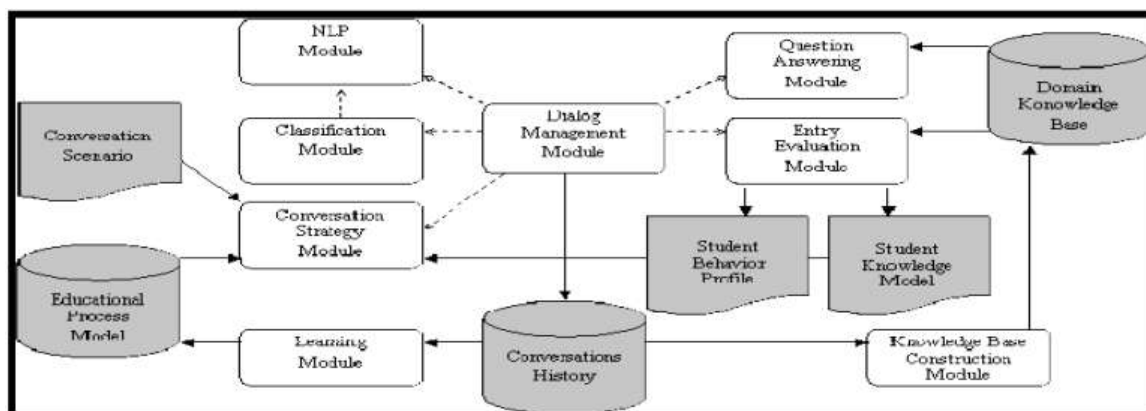 NLP
Module
Question
Answering
Module
Domain
Konowledge
Base
Conversation
Scenario
Classification
Module
Dialog
Management
Module
Entry
Evaluation
Module
Conversation
Strategy
Module
Student
Behavior
Profile
Student
Knowledge
Model
Educational
Process
Model
Learning
Module
Conversations
History
Knowledge Base
Construction
Module